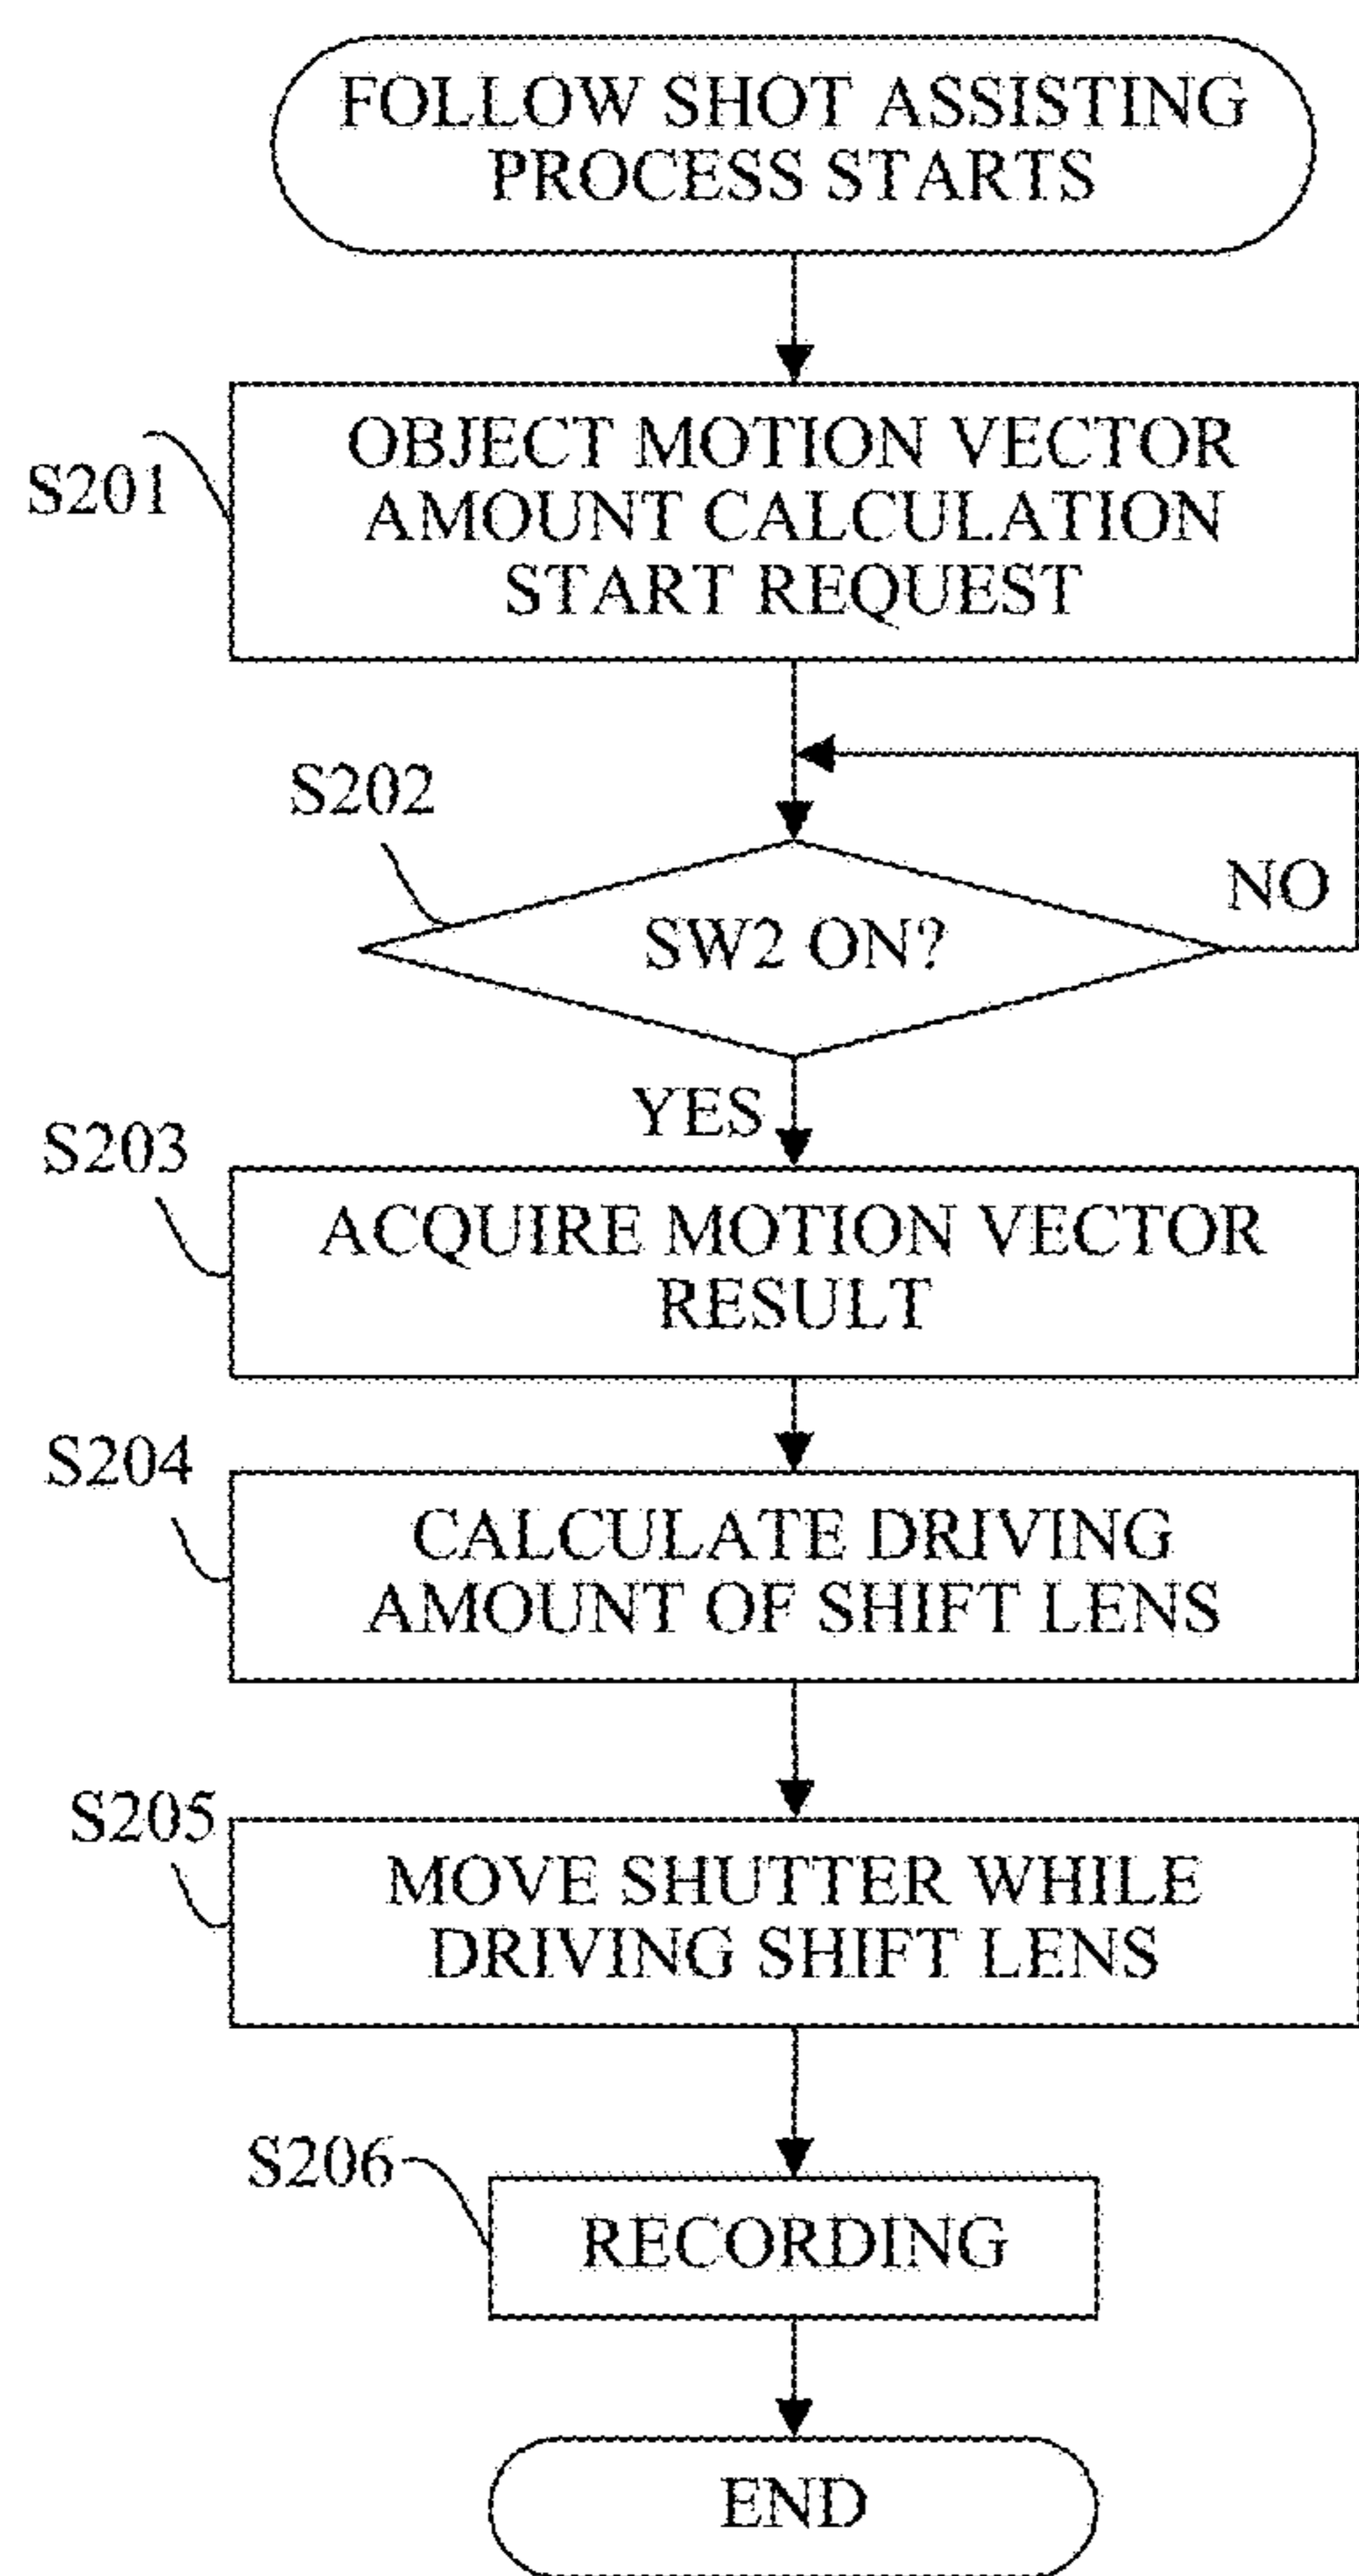 FOLLOW SHOT ASSISTING
PROCESS STARTS
S201
OBJECT MOTION VECTOR
AMOUNT CALCULATION
START REQUEST
S202
SW2 ON?
NO
YES
S203
ACQUIRE MOTION VECTOR
RESULT
S204
CALCULATE DRIVING
AMOUNT OF SHIFT LENS
S205
MOVE SHUTTER WHILE
DRIVING SHIFT LENS
S206
RECORDING
END